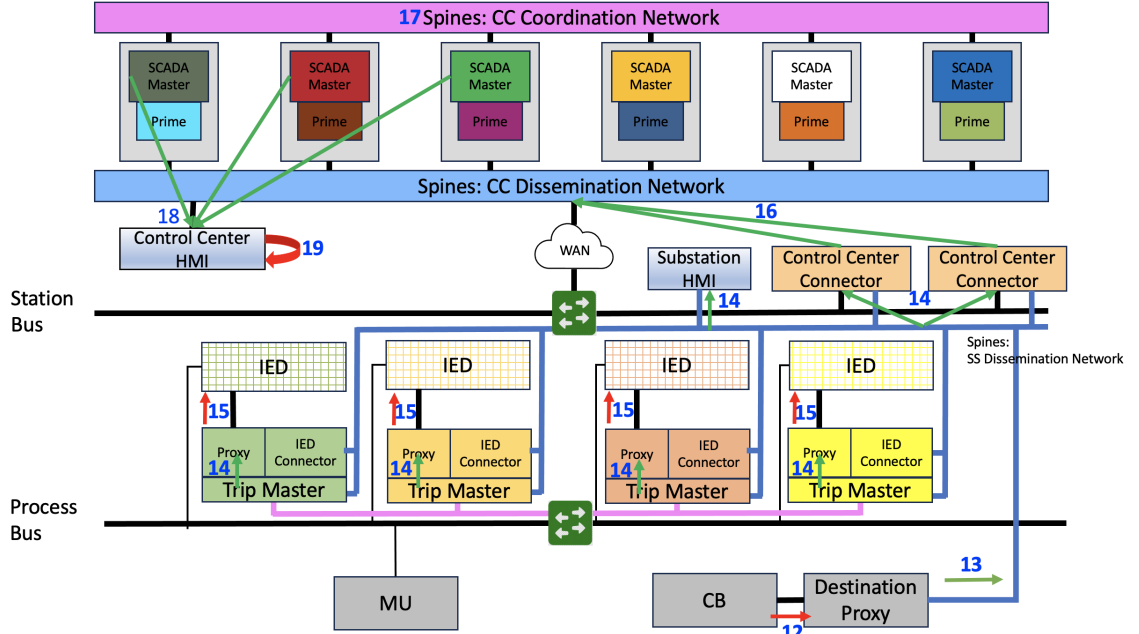 17 Spines: CC Coordination Network
SCADA Master
SCADA Master
SCADA Master
SCADA Master
SCADA Master
SCADA Master
Prime
Prime
Prime
Prime
Prime
Prime
Spines: CC Dissemination Network
18
16
Control Center
HMI
19
WAN
Substation
HMI
Control Center
Connector
Control Center
Connector
14
14
Station
Bus
Spines:
SS Dissemination Network
IED
IED
IED
IED
15
15
15
15
Proxy
IED
Connector
Proxy
IED
Connector
Proxy
IED
Connector
Proxy
IED
Connector
14
14
14
14
Trip Master
Trip Master
Trip Master
Trip Master
Process
Bus
13
MU
CB
Destination
Proxy
12